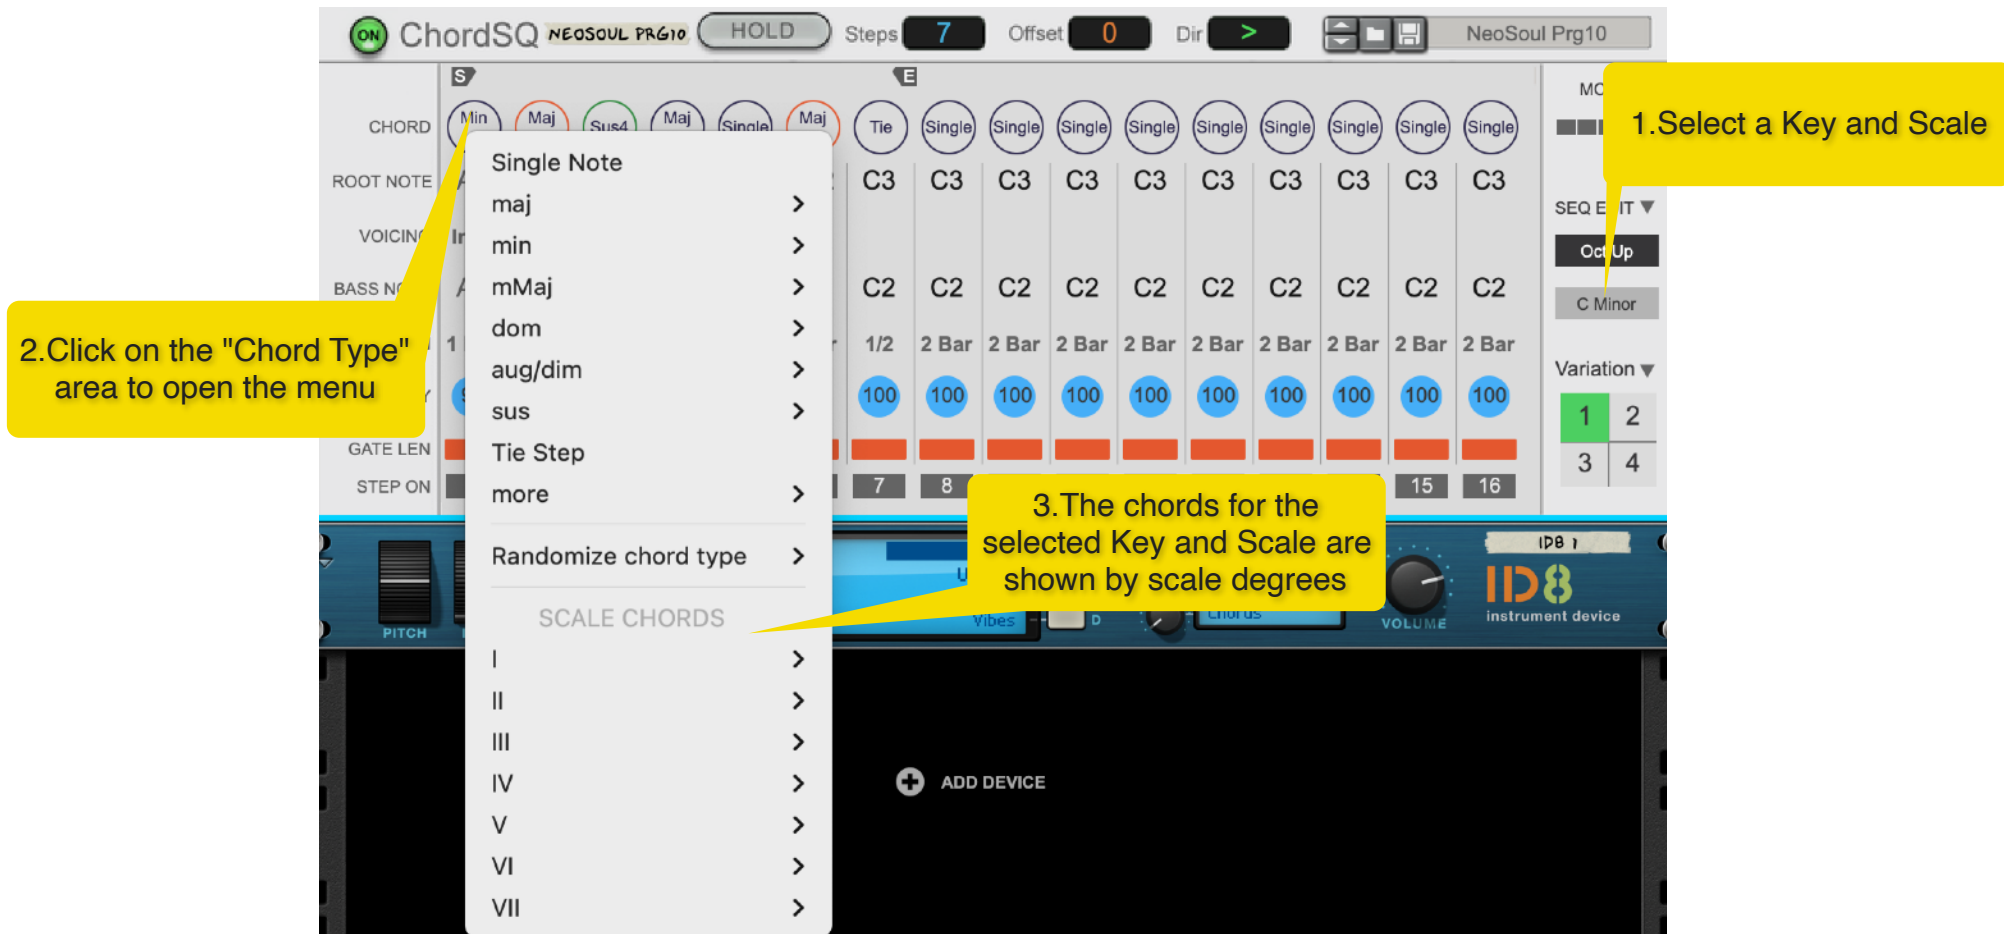 ON ChordSQ NEOSOUL PRG10 HOLD Steps 7 Offset 0 Dir > NeoSoul Prg10
S E
CHORD Min Maj Sus4 Maj Single Maj Tie Single Single Single Single Single Single Single Single Single
1.Select a Key and Scale
ROOT NOTE C3 C3 C3 C3 C3 C3 C3 C3 C3 C3
SEQ EDIT
Oct Up
BASS C2 C2 C2 C2 C2 C2 C2 C2 C2 C2
C Minor
2.Click on the "Chord Type"
area to open the menu
1/2 2 Bar 2 Bar 2 Bar 2 Bar 2 Bar 2 Bar 2 Bar 2 Bar 2 Bar
Variation
100 100 100 100 100 100 100 100 100 100
1 2
3 4
GATE LEN
STEP ON 7 8 15 16
Single Note
maj
min
mMaj
dom
aug/dim
sus
Tie Step
more
Randomize chord type
SCALE CHORDS
I
II
III
IV
V
VI
VII
3.The chords for the
selected Key and Scale are
shown by scale degrees
PITCH
Vibes D Chorus VOLUME
ID8 1
ID8
instrument device
ADD DEVICE